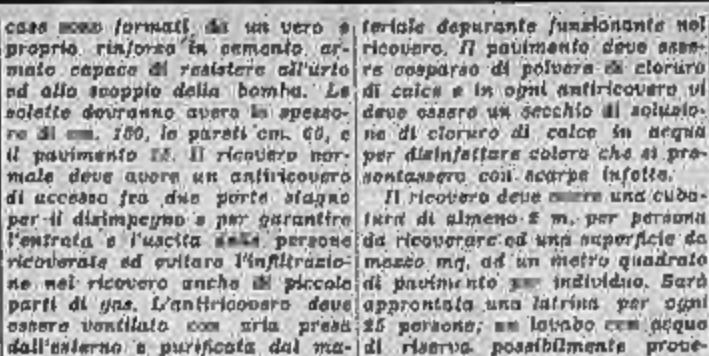 case sono formati da un vero e
proprio rinforzo in cemento ar-
mato capace di resistere all'urto
ed allo scoppio della bomba. Le
solette dovranno avere lo spesso-
re di cm. 180, le pareti cm. 60, e
il pavimento Il ricovero nor-
male deve avere un antiricovero
di accesso fra due porte stagno
per il disimpegno e per garantire
l'entrata e l'uscita delle persone
ricoverate ed evitare l'infiltrazio-
ne nel ricovero anche di piccole
parti di gas. L'antiricovero deve
essere ventilato con aria presa
dall'esterno e purificata dal ma-
teriale depurante funzionante nel
ricovero. Il pavimento deve esse-
re cosparso di polvere di cloruro
di calce e in ogni antiricovero vi
deve essere un secchio di soluzio-
ne di cloruro di calce in acqua
per disinfettare coloro che si pre-
sentassero con scarpe infette.
Il ricovero deve avere una cuba-
tura di almeno m. per persona
da ricoverare ed una superficie da
mezzo mq. ad un metro quadrato
di pavimento per individuo. Sarà
approntata una latrina per ogni
25 persone; un lavabo con acqua
di riserva possibilmente prove-